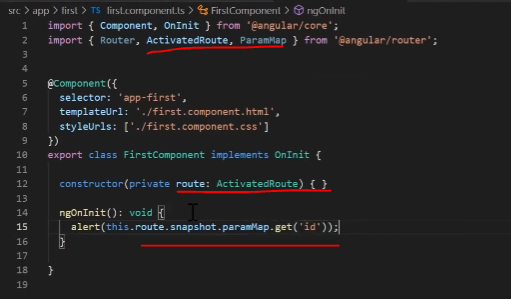 src > app > first > TS first.component.ts > FirstComponent > ngOnInit
1 import { Component, OnInit } from '@angular/core';
2 import { Router, ActivatedRoute, ParamMap } from '@angular/router';
3
4
5 @Component({
6 selector: 'app-first',
7 templateUrl: './first.component.html',
8 styleUrls: ['./first.component.css']
9 })
10 export class FirstComponent implements OnInit {
11
12 constructor(private route: ActivatedRoute) { }
13
14 ngOnInit(): void {
15 alert(this.route.snapshot.paramMap.get('id'));
16 }
17
18 }
19